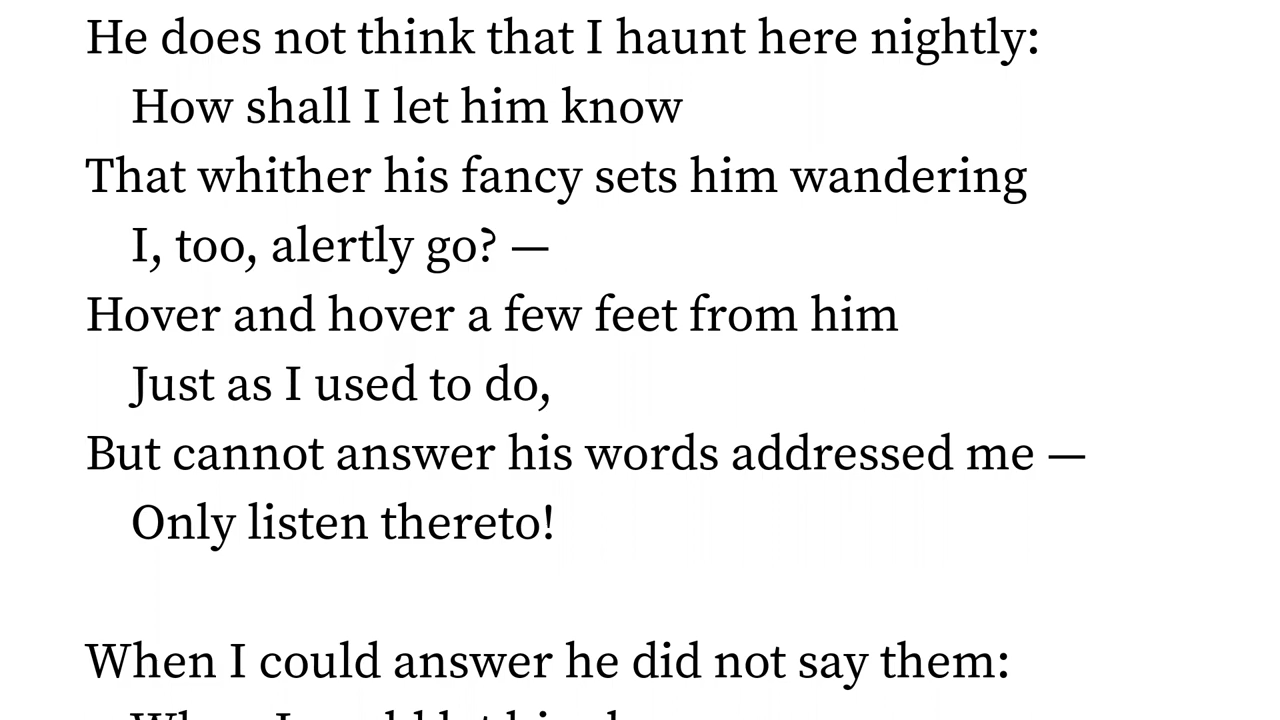 He does not think that I haunt here nightly:
How shall I let him know
That whither his fancy sets him wandering
I, too, alertly go? —
Hover and hover a few feet from him
Just as I used to do,
But cannot answer his words addressed me —
Only listen thereto!
When I could answer he did not say them: